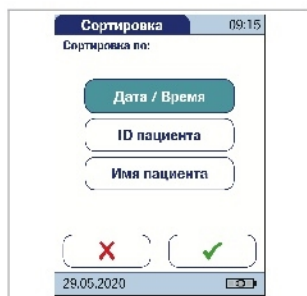 Сортировка 09:15
Сортировка по:
Дата / Время
ID пациента
Имя пациента
29.05.2020